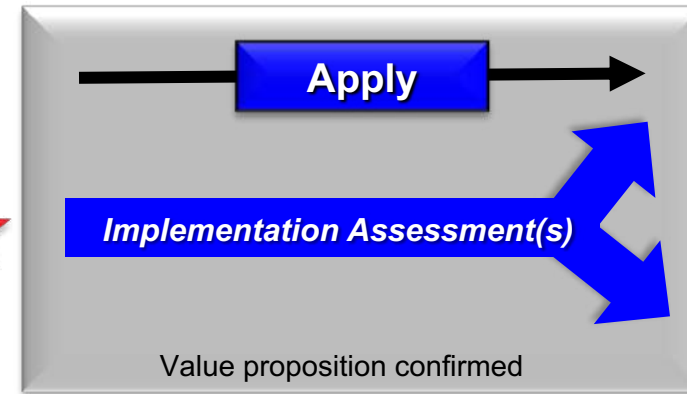 Apply
Implementation Assessment(s)
Value proposition confirmed